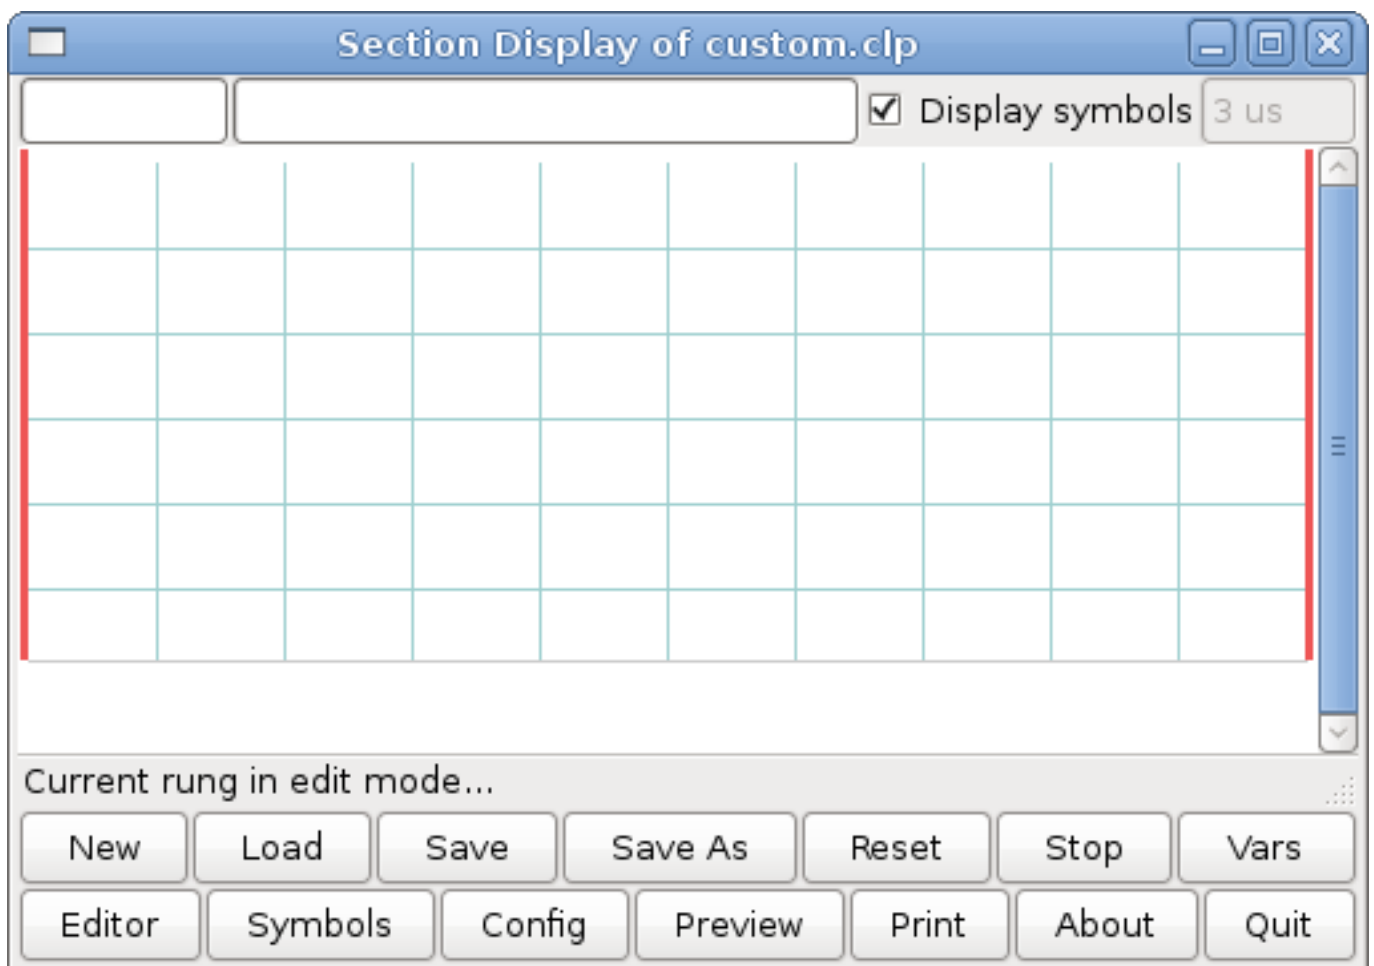 Section Display of custom.clp
Display symbols 3 us
Current rung in edit mode...
New Load Save Save As Reset Stop Vars
Editor Symbols Config Preview Print About Quit